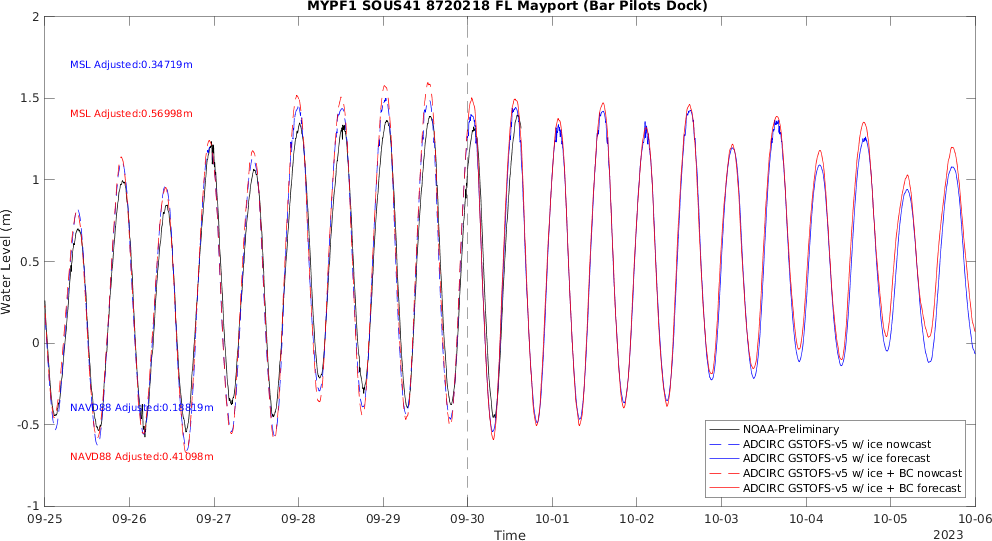 MYPF1 SOUS41 8720218 FL Mayport (Bar Pilots Dock)
2
MSL Adjusted:0.34719m
1.5
MSL Adjusted:0.56998m
1
0.5
Water Level (m)
0
NAVD88 Adjusted:0.18819m
-0.5
NAVD88 Adjusted:0.41098m
NOAA-Preliminary
ADCIRC GSTOFS-v5 w/ ice nowcast
ADCIRC GSTOFS-v5 w/ ice forecast
ADCIRC GSTOFS-v5 w/ ice + BC nowcast
ADCIRC GSTOFS-v5 w/ ice + BC forecast
-1
09-25 09-26 09-27 09-28 09-29 09-30 10-01 10-02 10-03 10-04 10-05 10-06
Time
2023